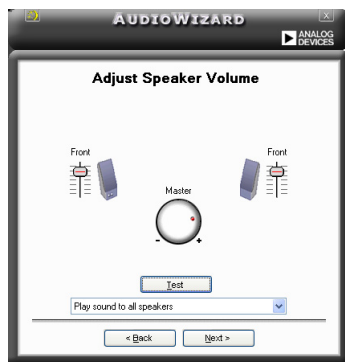 AUDIOWIZARD
ANALOG
DEVICES
Adjust Speaker Volume
Front
Front
Master
- +
Test
Play sound to all speakers
< Back Next >